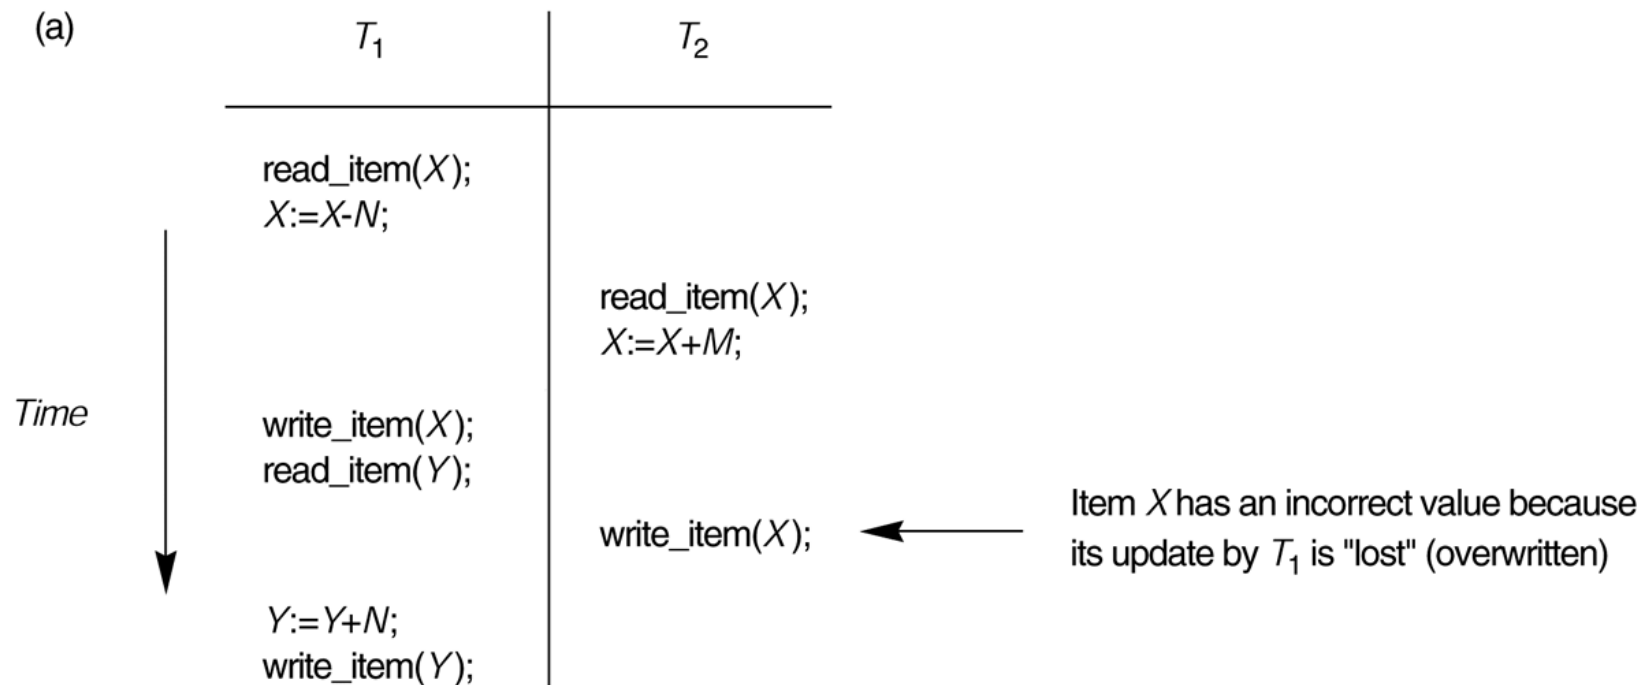 (a)
T1 T2
read_item(X);
X:=X-N;
read_item(X);
X:=X+M;
Time
write_item(X);
read_item(Y);
write_item(X);
Item X has an incorrect value because
its update by T1 is "lost" (overwritten)
Y:=Y+N;
write_item(Y);